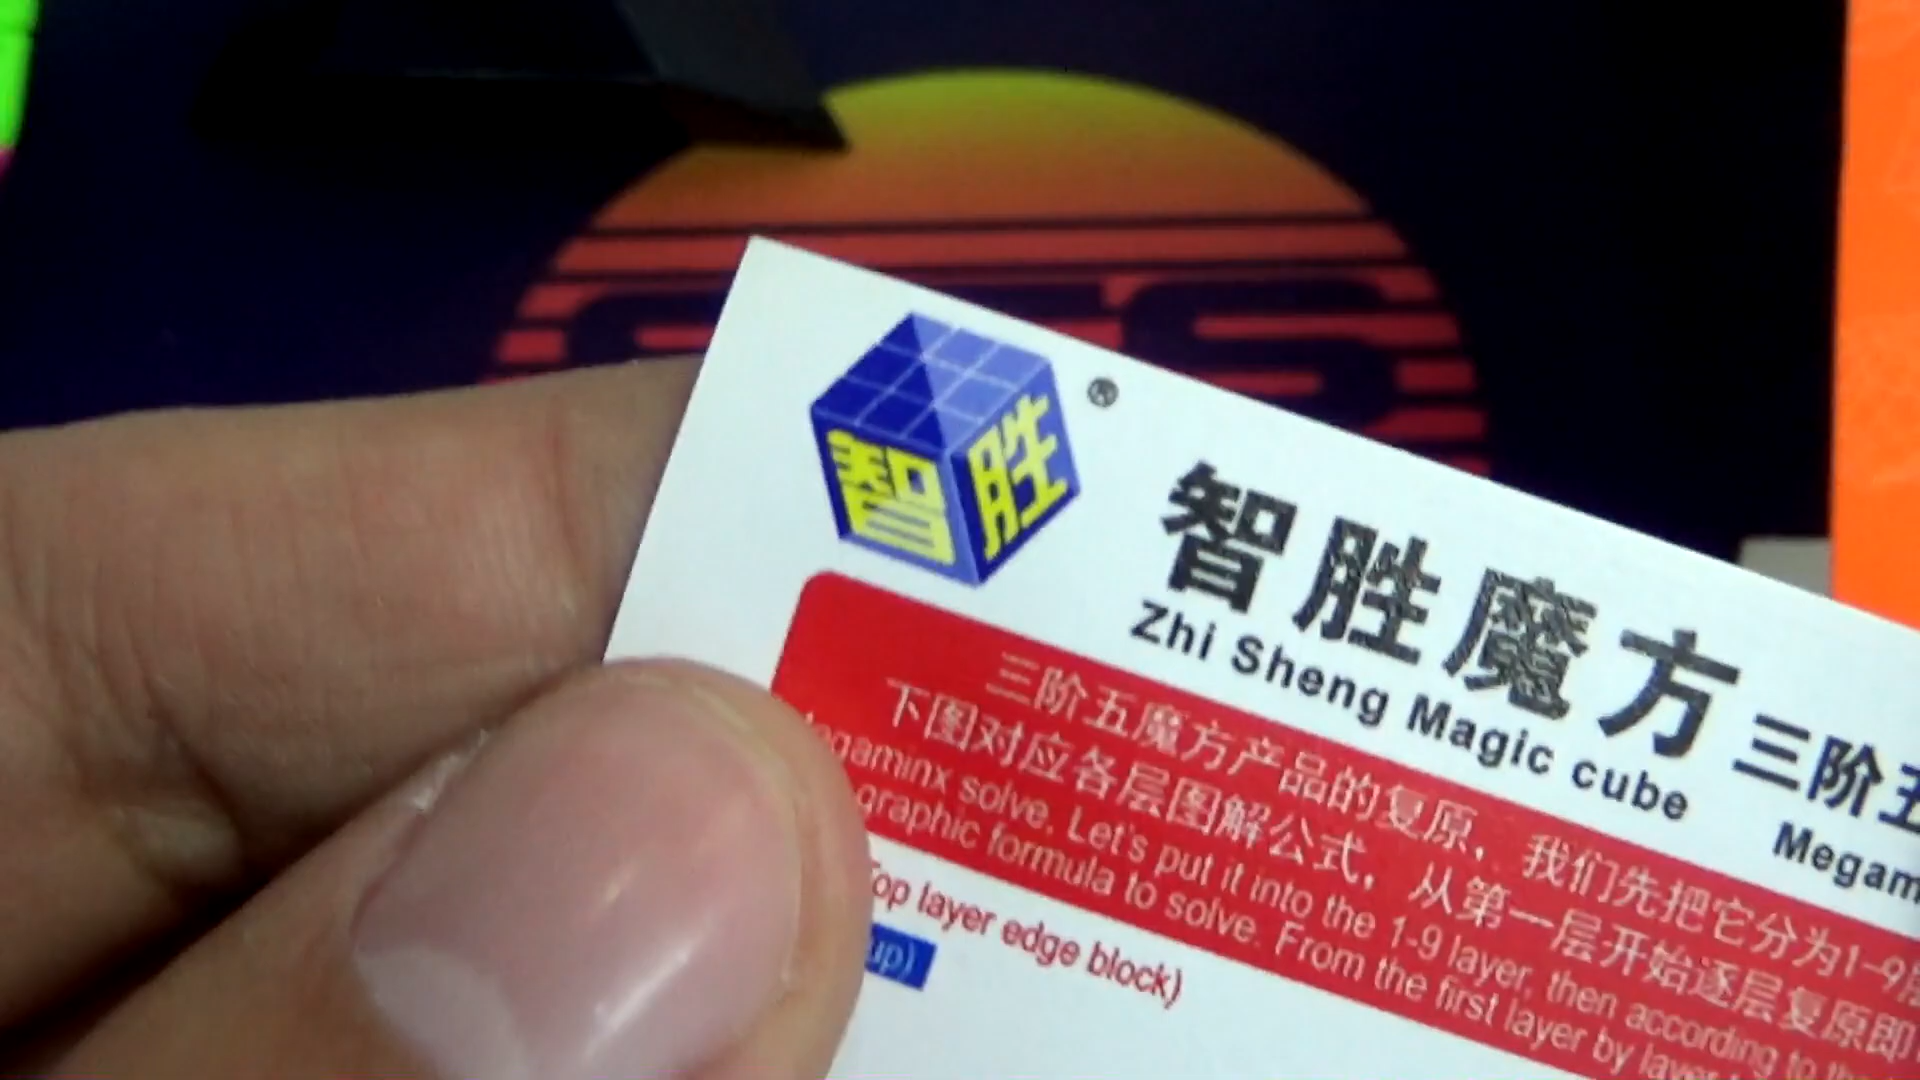 智胜
®
智胜魔方
Zhi Sheng Magic cube
三阶五
Megam
三阶五魔方产品的复原，我们先把它分为1-9层
下图对应各层图解公式，从第一层开始逐层复原即
gaminx solve. Let's put it into the 1-9 layer, then according to the
graphic formula to solve. From the first layer by layer
Top layer edge block)
up)